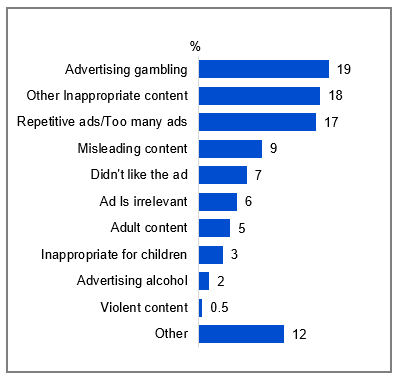 %
Advertising gambling 19
Other Inappropriate content 18
Repetitive ads/Too many ads 17
Misleading content 9
Didn't like the ad 7
Ad Is irrelevant 6
Adult content 5
Inappropriate for children 3
Advertising alcohol 2
Violent content 0.5
Other 12